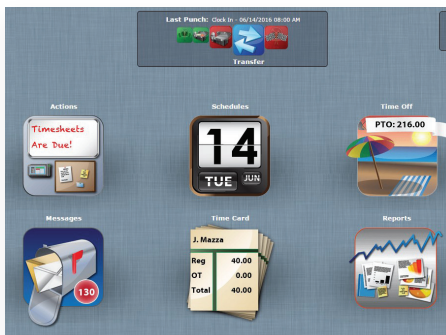 Last Punch: Clock In - 06/14/2016 08:00 AM
Transfer
Actions
Schedules
Time Off
Timesheets
Are Due!
14
TUE
JUN
PTO: 216.00
Messages
Time Card
Reports
130
J. Mazza
Reg 40.00
OT 0.00
Total 40.00